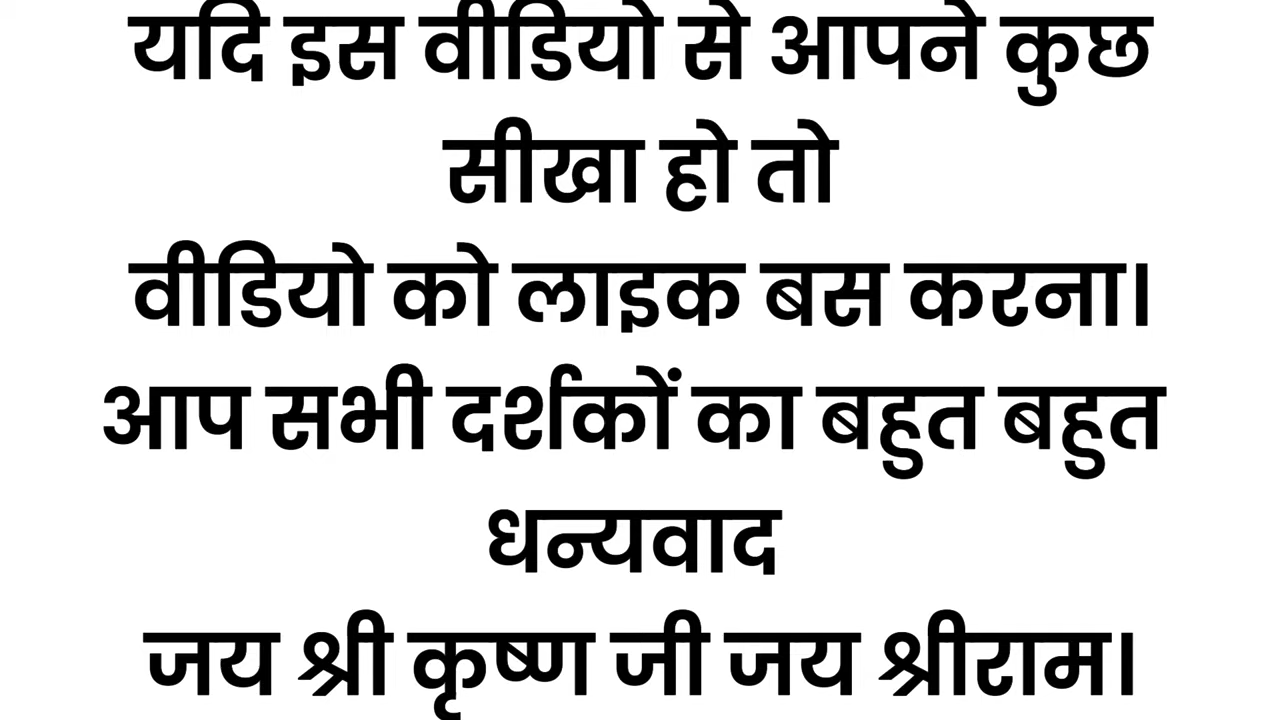 यदि इस वीडियो से आपने कुछ
सीखा हो तो
वीडियो को लाइक बस करना।
आप सभी दर्शकों का बहुत बहुत
धन्यवाद
जय श्री कृष्ण जी जय श्रीराम।